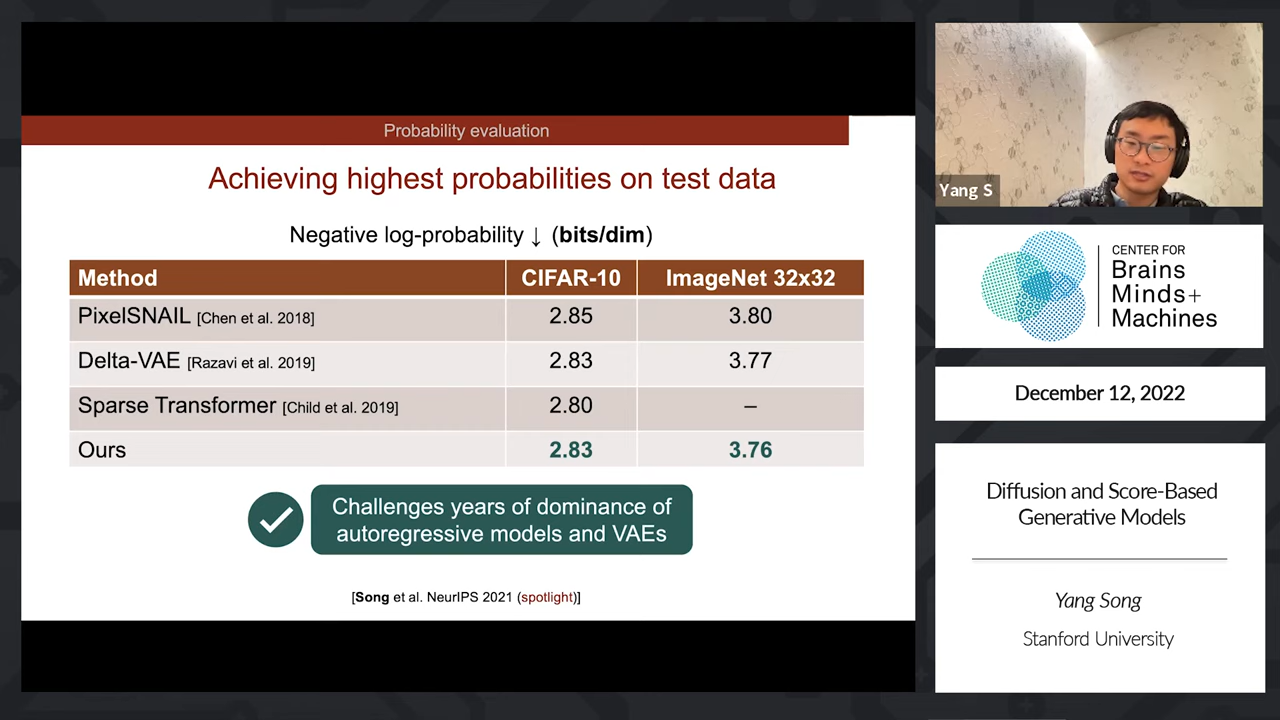 Probability evaluation
Achieving highest probabilities on test data
Negative log-probability ↓ (bits/dim)
Method CIFAR-10 ImageNet 32x32
PixelSNAIL [Chen et al. 2018] 2.85 3.80
Delta-VAE [Razavi et al. 2019] 2.83 3.77
Sparse Transformer [Child et al. 2019] 2.80 –
Ours 2.83 3.76
Challenges years of dominance of
autoregressive models and VAEs
[Song et al. NeurIPS 2021 (spotlight)]
Yang S
CENTER FOR
Brains
Minds+
Machines
December 12, 2022
Diffusion and Score-Based
Generative Models
Yang Song
Stanford University